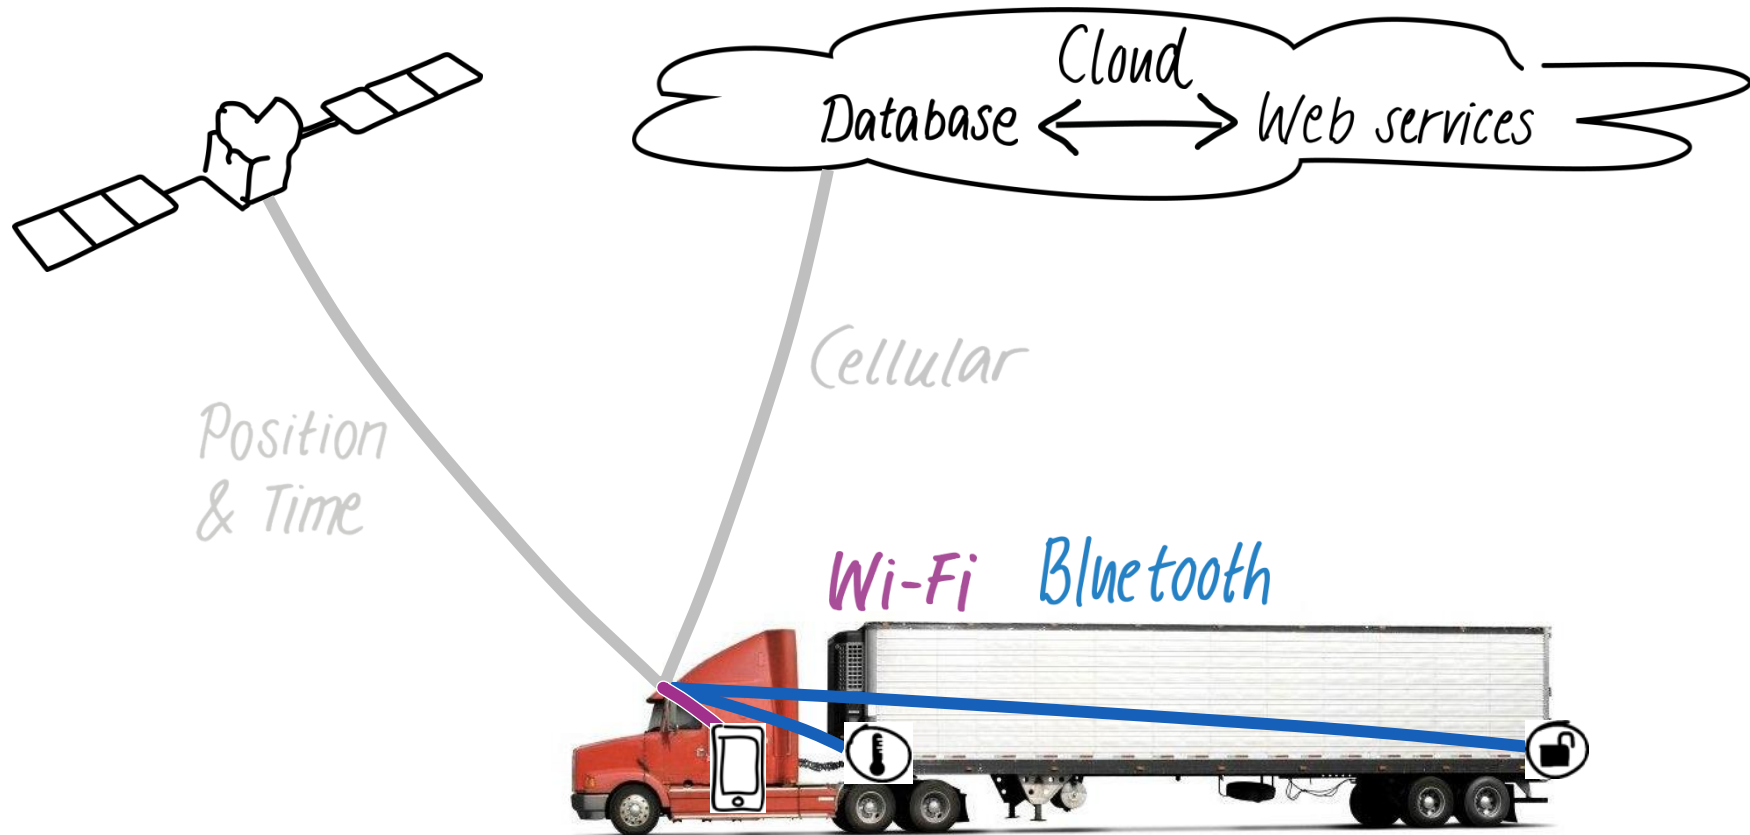 Cloud
Database Web services
Cellular
Position
& Time
Wi-Fi Bluetooth